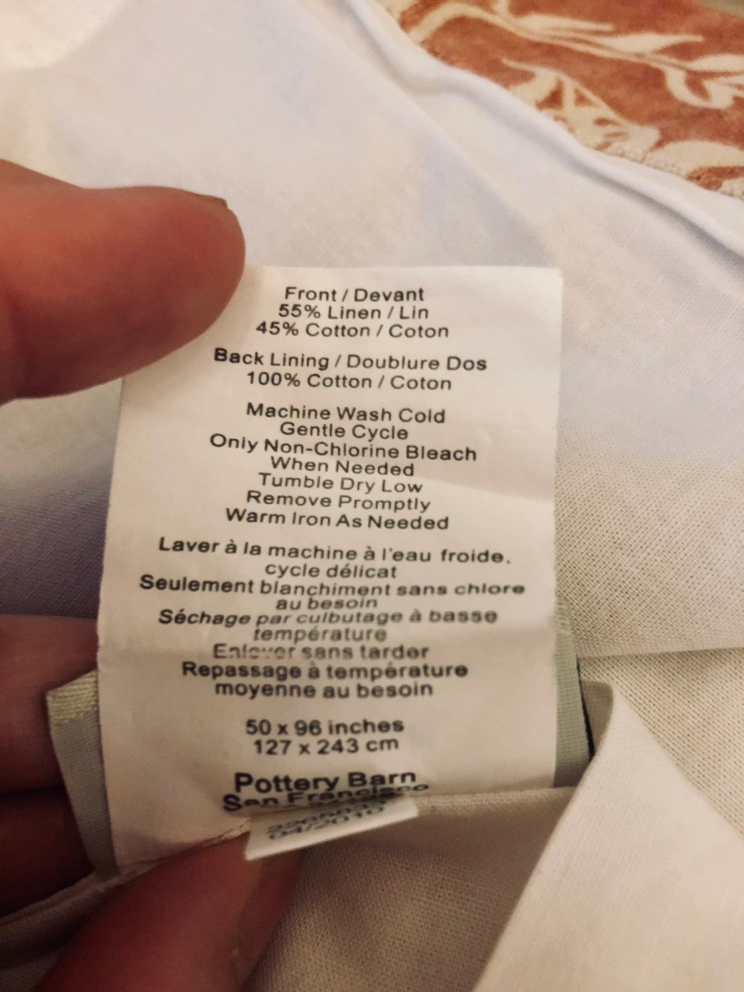 Front / Devant
55% Linen / Lin
45% Cotton / Coton
Back Lining / Doublure Dos
100% Cotton / Coton
Machine Wash Cold
Gentle Cycle
Only Non-Chlorine Bleach
When Needed
Tumble Dry Low
Remove Promptly
Warm Iron As Needed
Laver à la machine à l'eau froide,
cycle délicat
Seulement blanchiment sans chlore
au besoin
Séchage par culbutage à basse
température
Enlever sans tarder
Repassage à température
moyenne au besoin
50 x 96 inches
127 x 243 cm
Pottery Barn
San Francisco
04/2010